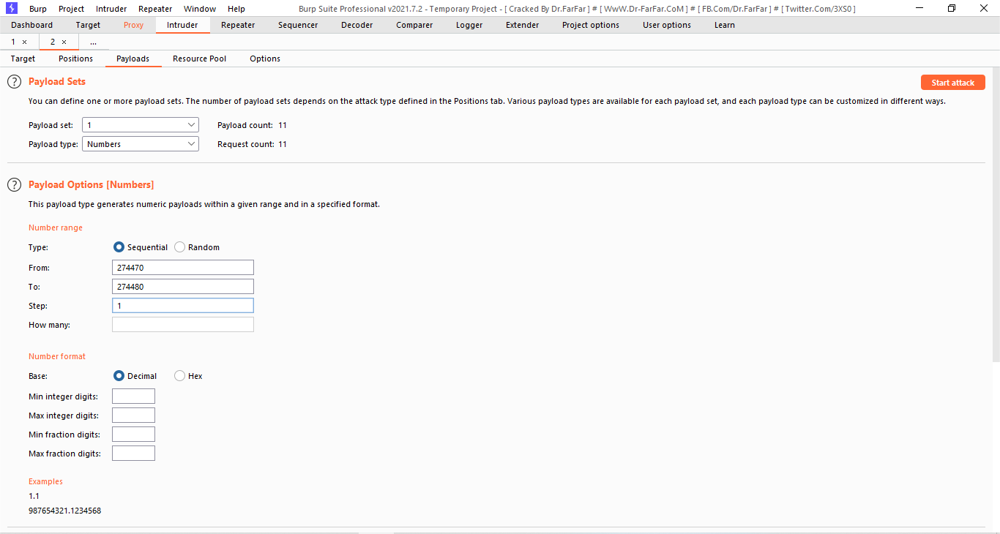 Burp Project Intruder Repeater Window Help Burp Suite Professional v2021.7.2 - Temporary Project - [ Cracked By Dr.FarFar ] # [ WwW.Dr-FarFar.CoM ] # [ FB.Com/Dr.FarFar ] # [ Twitter.Com/3XS0 ]
Dashboard Target Proxy Intruder Repeater Sequencer Decoder Comparer Logger Extender Project options User options Learn
1 × 2 × ...
Target Positions Payloads Resource Pool Options
? Payload Sets Start attack
You can define one or more payload sets. The number of payload sets depends on the attack type defined in the Positions tab. Various payload types are available for each payload set, and each payload type can be customized in different ways.
Payload set: 1 Payload count: 11
Payload type: Numbers Request count: 11
? Payload Options [Numbers]
This payload type generates numeric payloads within a given range and in a specified format.
Number range
Type: Sequential Random
From: 274470
To: 274480
Step: 1
How many:
Number format
Base: Decimal Hex
Min integer digits:
Max integer digits:
Min fraction digits:
Max fraction digits:
Examples
1.1
987654321.1234568